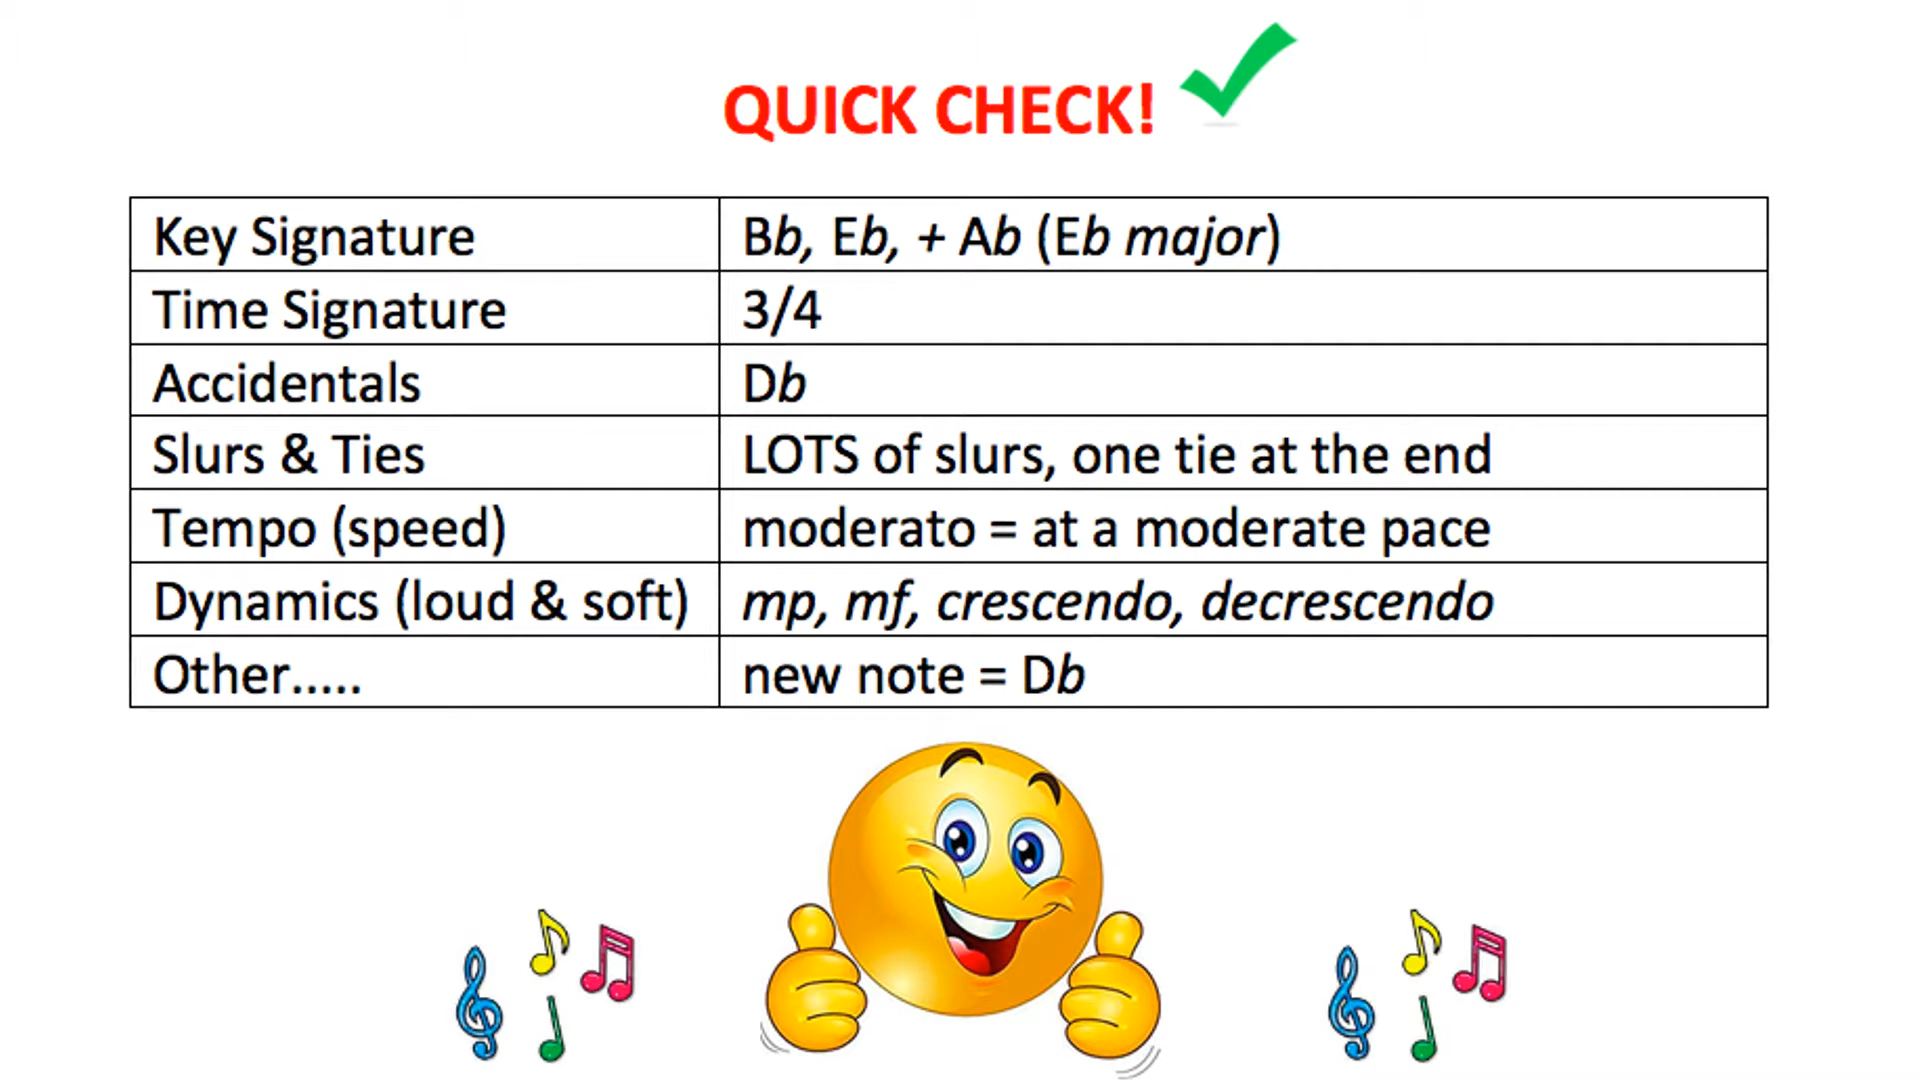 QUICK CHECK!
Key Signature
Bb, Eb, + Ab (Eb major)
Time Signature
3/4
Accidentals
Db
Slurs & Ties
LOTS of slurs, one tie at the end
Tempo (speed)
moderato = at a moderate pace
Dynamics (loud & soft)
mp, mf, crescendo, decrescendo
Other.....
new note = Db